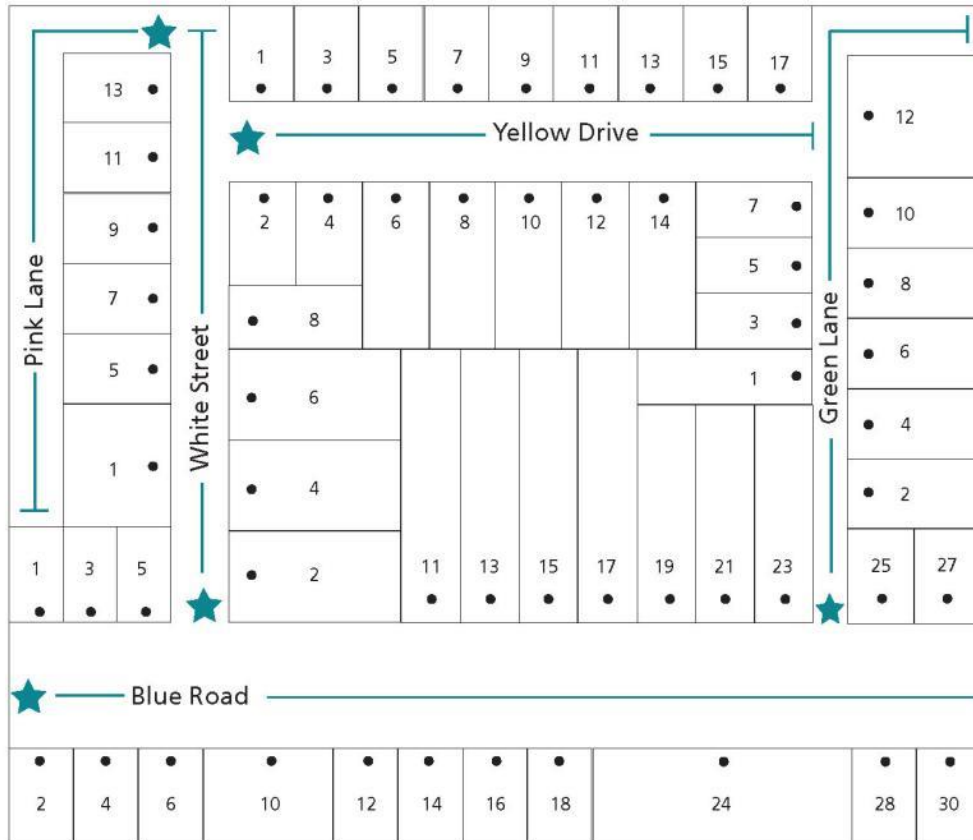 1 3 5 7 9 11 13 15 17
Yellow Drive
13
11
9
7
5
1
Pink Lane
White Street
2 4 6 8 10 12 14
7
5
3
1
8
6
4
2
Green Lane
12
10
8
6
4
2
1 3 5
11 13 15 17 19 21 23
25 27
Blue Road
2 4 6 10 12 14 16 18 24 28 30